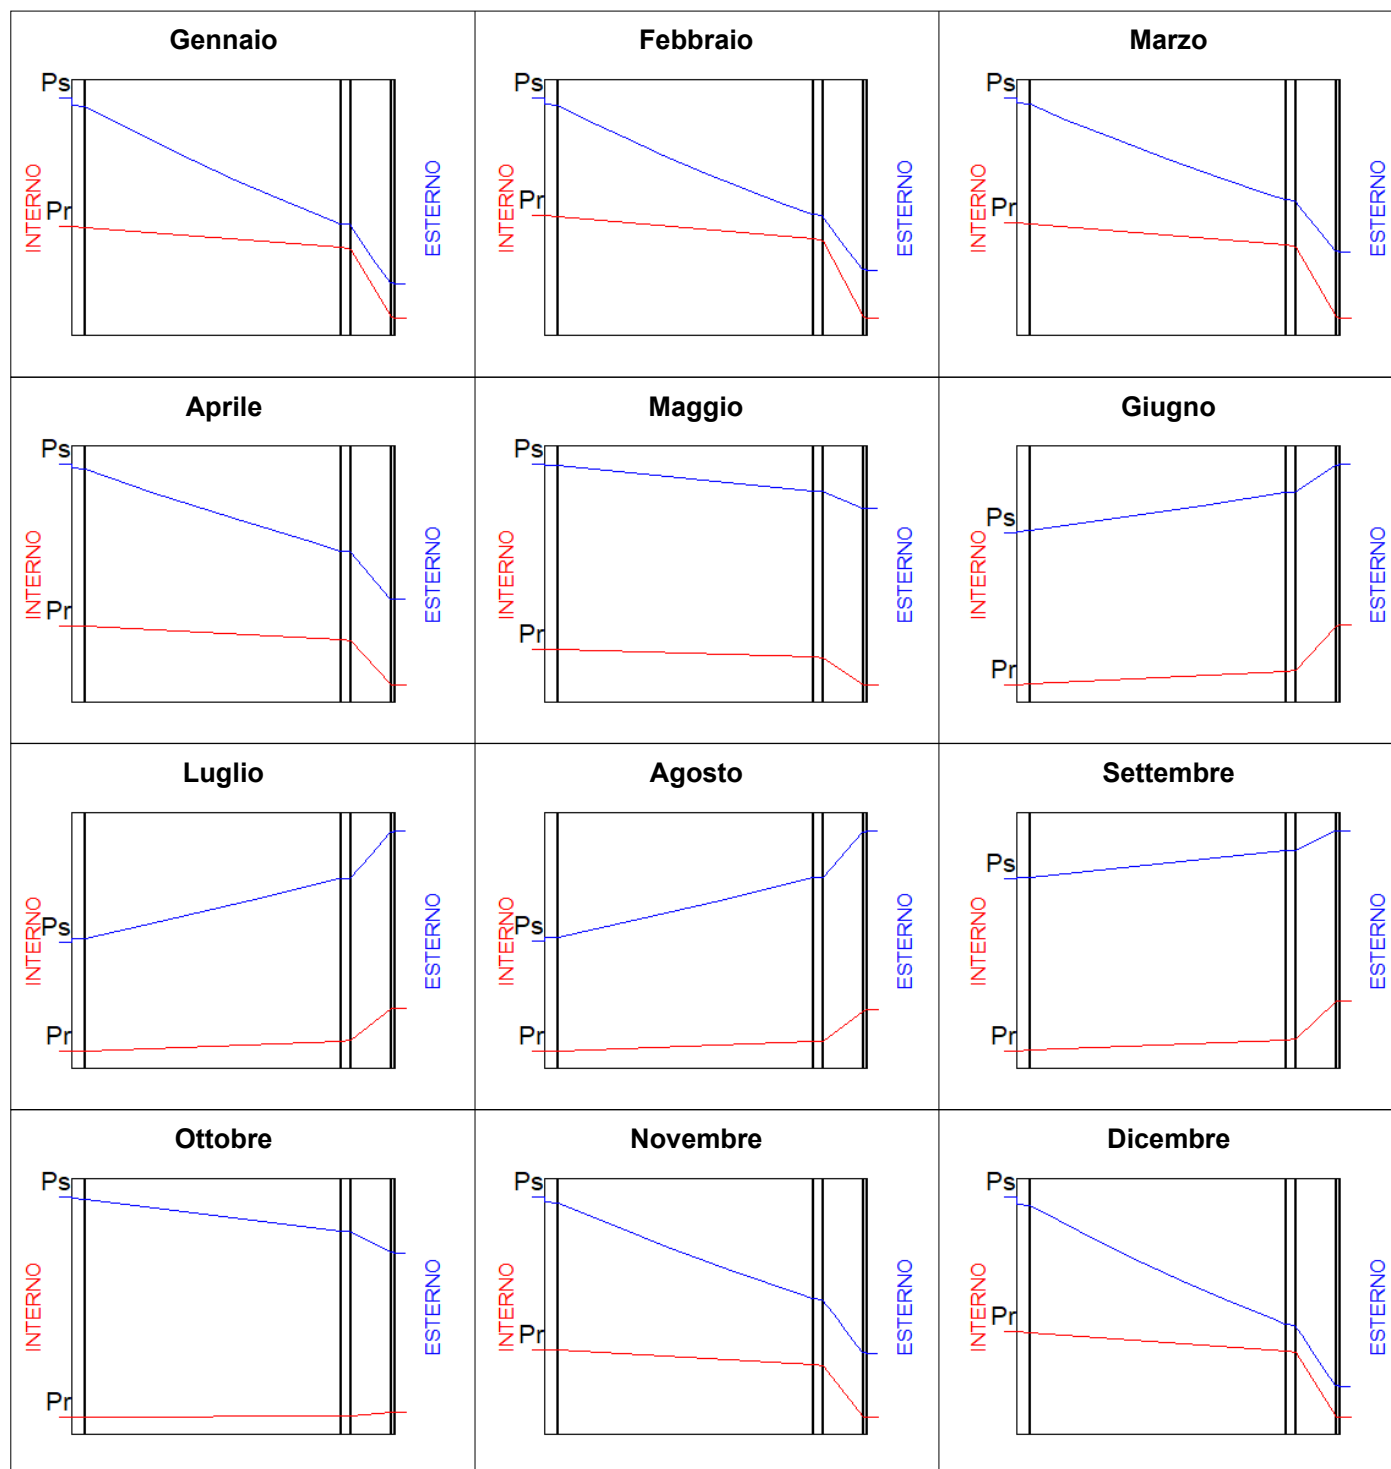 Gennaio
Ps
Pr
INTERNO
ESTERNO
Febbraio
Ps
Pr
INTERNO
ESTERNO
Marzo
Ps
Pr
INTERNO
ESTERNO
Aprile
Ps
Pr
INTERNO
ESTERNO
Maggio
Ps
Pr
INTERNO
ESTERNO
Giugno
Ps
Pr
INTERNO
ESTERNO
Luglio
Ps
Pr
INTERNO
ESTERNO
Agosto
Ps
Pr
INTERNO
ESTERNO
Settembre
Ps
Pr
INTERNO
ESTERNO
Ottobre
Ps
Pr
INTERNO
ESTERNO
Novembre
Ps
Pr
INTERNO
ESTERNO
Dicembre
Ps
Pr
INTERNO
ESTERNO